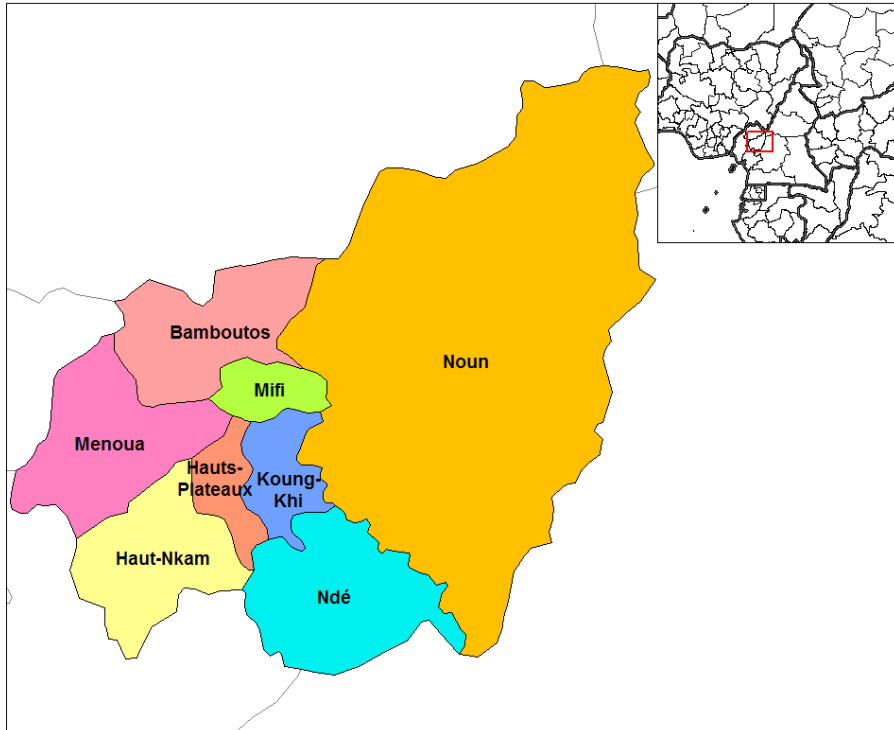 Bamboutos
Noun
Mifi
Menoua
Hauts-
Plateaux
Koung-
Khi
Haut-Nkam
Ndé